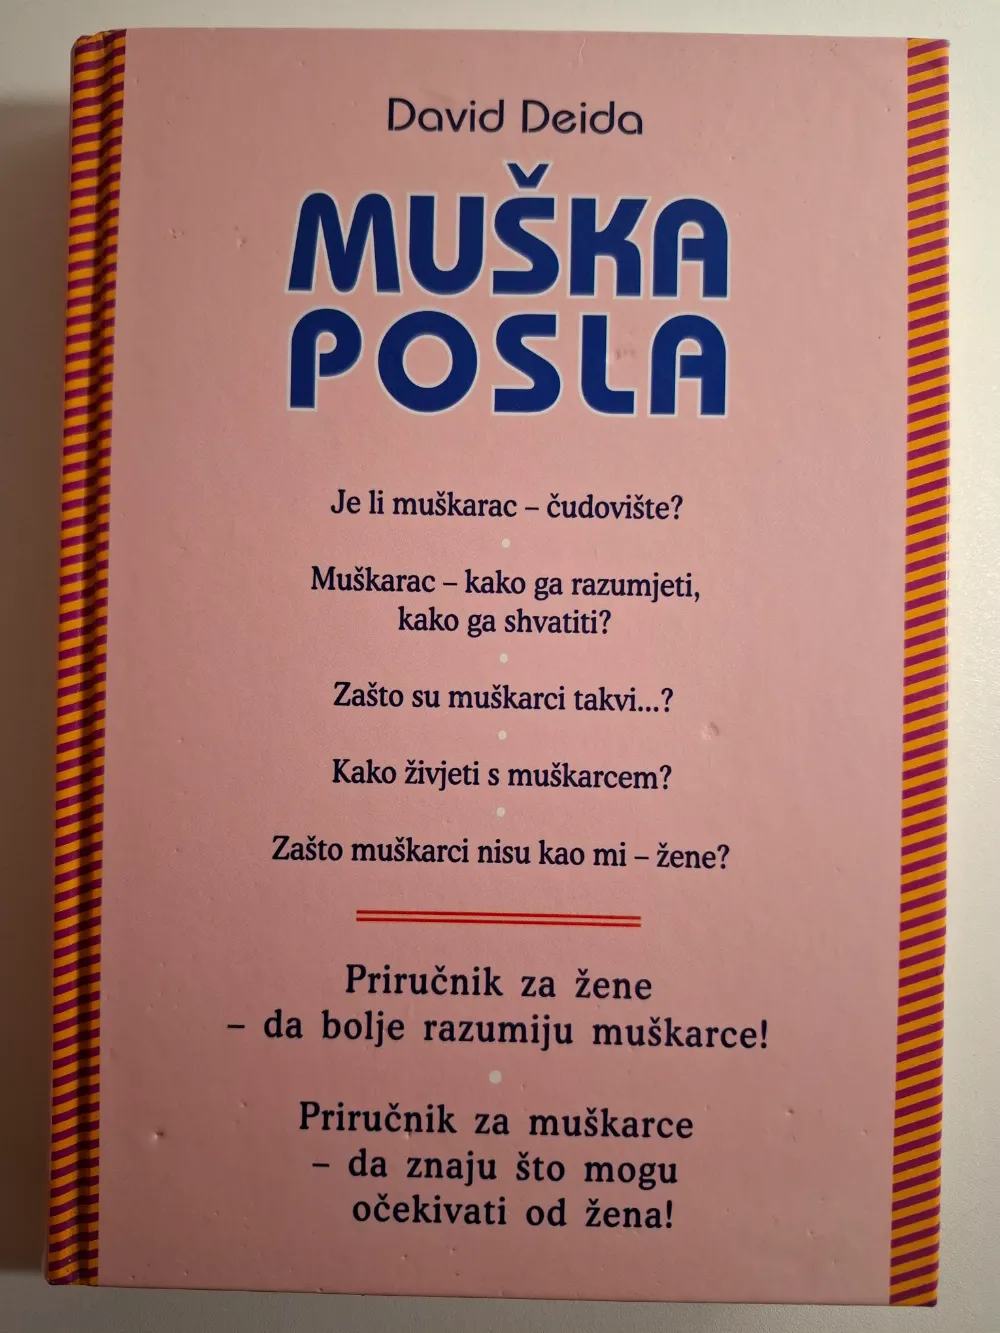 David Deida
MUŠKA
POSLA
Je li muškarac – čudovište?
Muškarac – kako ga razumjeti,
kako ga shvatiti?
Zašto su muškarci takvi...?
Kako živjeti s muškarcem?
Zašto muškarci nisu kao mi – žene?
Priručnik za žene
– da bolje razumiju muškarce!
Priručnik za muškarce
– da znaju što mogu
očekivati od žena!